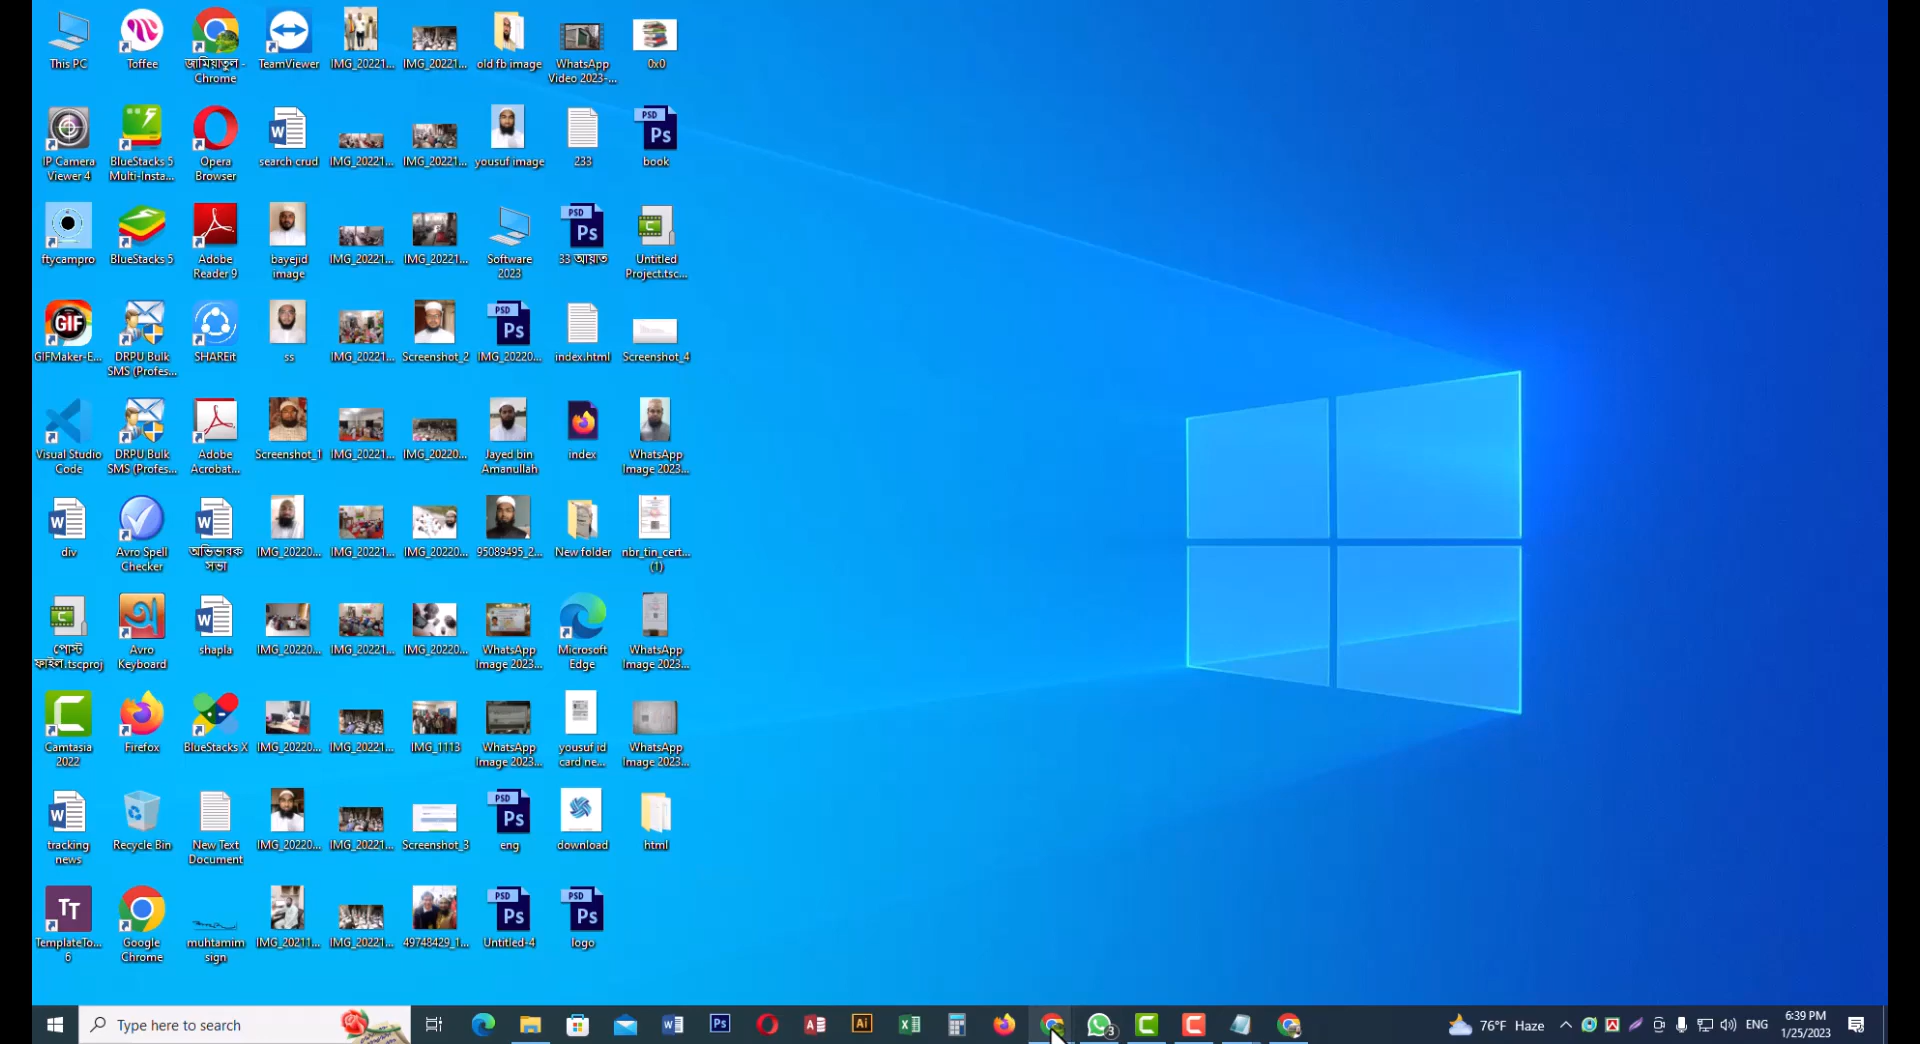 This PC
Toffee
জামিয়াতুল -
Chrome
TeamViewer
IMG_20221...
IMG_20221...
old fb image
WhatsApp
Video 2023-...
0x0
IP Camera
Viewer 4
BlueStacks 5
Multi-Insta...
Opera
Browser
search crud
IMG_20221...
IMG_20221...
yousuf image
233
book
ftycampro
BlueStacks 5
Adobe
Reader 9
bayejid
image
IMG_20221...
IMG_20221...
Software
2023
33 আয়াত
Untitled
Project.tsc...
GIFMaker-E...
DRPU Bulk
SMS (Profes...
SHAREit
ss
IMG_20221...
Screenshot_2
IMG_20220...
index.html
Screenshot_4
Visual Studio
Code
DRPU Bulk
SMS (Profes...
Adobe
Acrobat...
Screenshot_1
IMG_20221...
IMG_20220...
Jayed bin
Amanullah
index
WhatsApp
Image 2023...
div
Avro Spell
Checker
অভিভাবক
সভা
IMG_20220...
IMG_20221...
IMG_20220...
95089495_2...
New folder
nbr_tin_cert...
(1)
পোস্ট
ফাইল.tscproj
Avro
Keyboard
shapla
IMG_20220...
IMG_20221...
IMG_20220...
WhatsApp
Image 2023...
Microsoft
Edge
WhatsApp
Image 2023...
Camtasia
2022
Firefox
BlueStacks X
IMG_20220...
IMG_20221...
IMG_1113
WhatsApp
Image 2023...
yousuf id
card ne...
WhatsApp
Image 2023...
tracking
news
Recycle Bin
New Text
Document
IMG_20220...
IMG_20221...
Screenshot_3
eng
download
html
TemplateTo...
6
Google
Chrome
muhtamim
sign
IMG_20211...
IMG_20221...
49748429_1...
Untitled-4
logo
Type here to search
76°F Haze
ENG
6:39 PM
1/25/2023